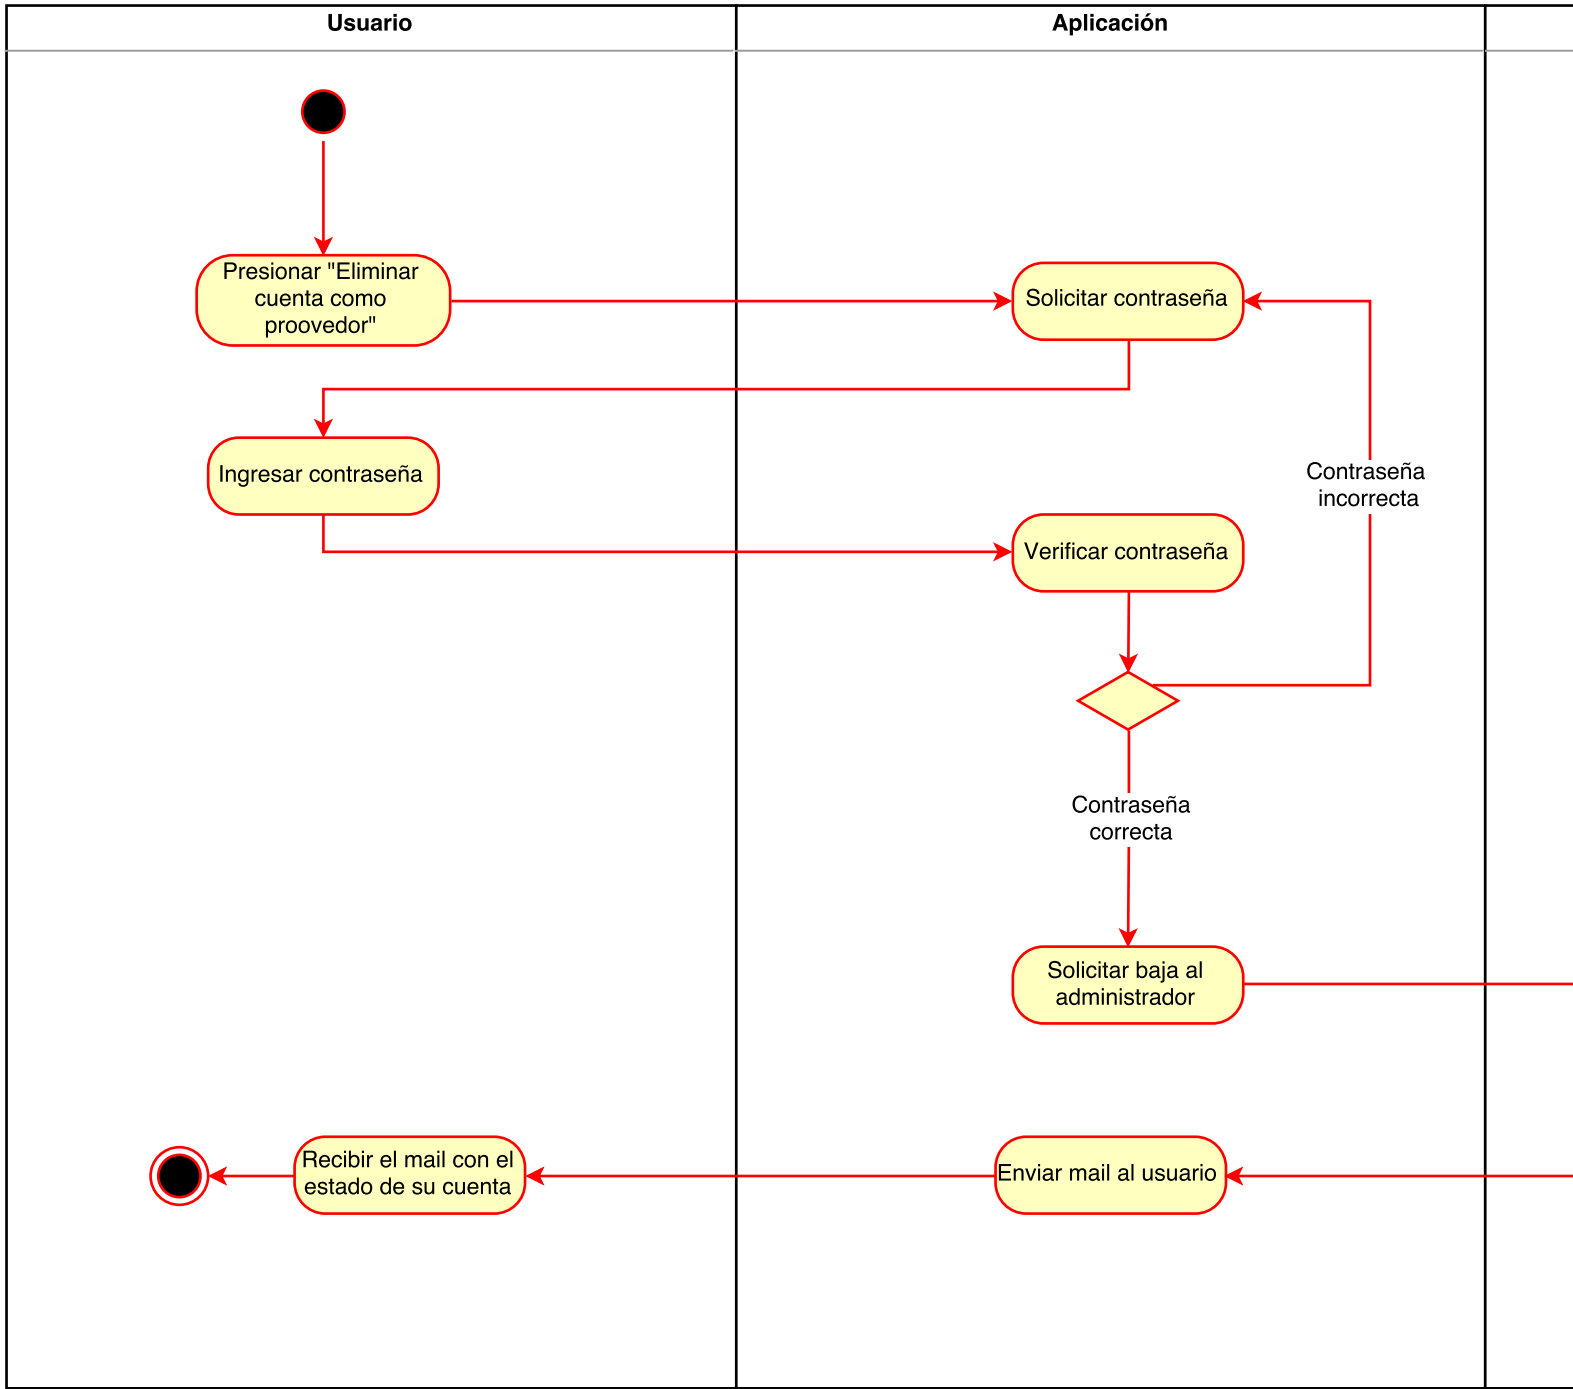 Usuario
Aplicación
Presionar "Eliminar
cuenta como
proovedor"
Solicitar contraseña
Ingresar contraseña
Contraseña
incorrecta
Verificar contraseña
Contraseña
correcta
Solicitar baja al
administrador
Recibir el mail con el
estado de su cuenta
Enviar mail al usuario